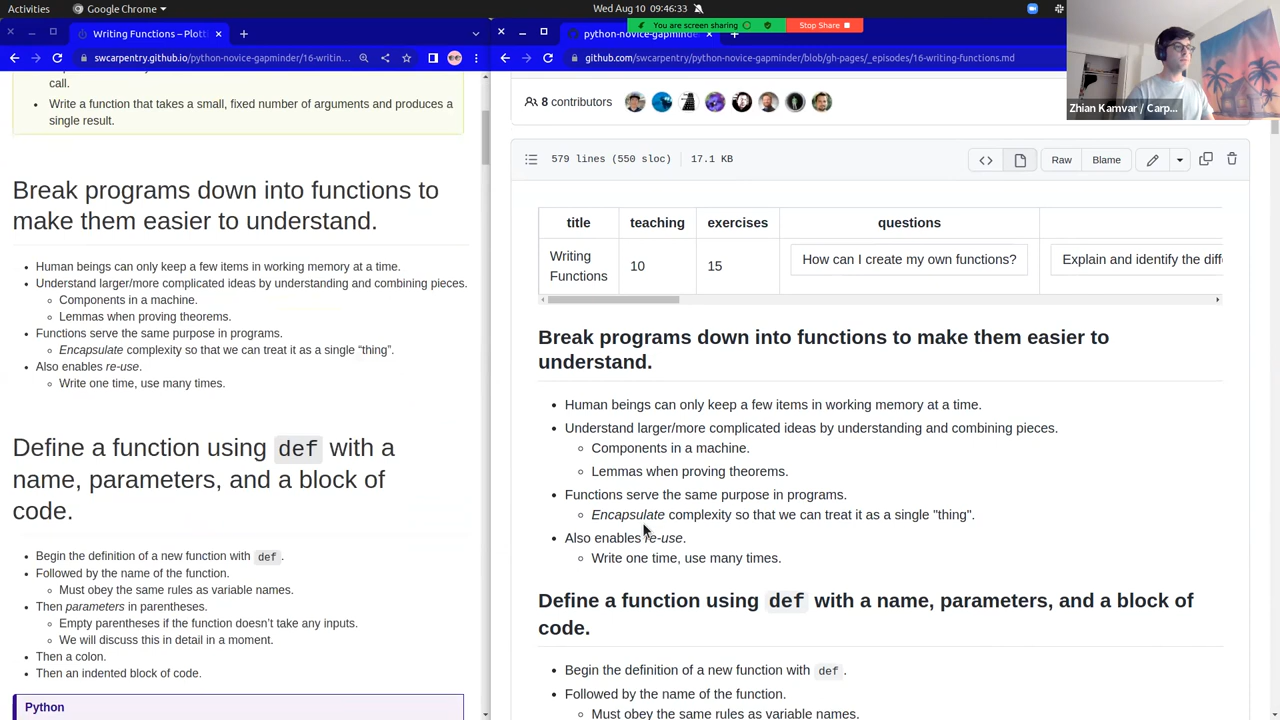 Activities
Google Chrome
Wed Aug 10 09:46:33
Writing Functions – Plott
swcarpentry.github.io/python-novice-gapminder/16-writin...
call.
Write a function that takes a small, fixed number of arguments and produces a
single result.
Break programs down into functions to
make them easier to understand.
Human beings can only keep a few items in working memory at a time.
Understand larger/more complicated ideas by understanding and combining pieces.
Components in a machine.
Lemmas when proving theorems.
Functions serve the same purpose in programs.
Encapsulate complexity so that we can treat it as a single “thing”.
Also enables re-use.
Write one time, use many times.
Define a function using def with a
name, parameters, and a block of
code.
Begin the definition of a new function with def.
Followed by the name of the function.
Must obey the same rules as variable names.
Then parameters in parentheses.
Empty parentheses if the function doesn’t take any inputs.
We will discuss this in detail in a moment.
Then a colon.
Then an indented block of code.
Python
You are screen sharing
Stop Share
python-novice-gapminde
github.com/swcarpentry/python-novice-gapminder/blob/gh-pages/_episodes/16-writing-functions.md
Zhian Kamvar / Carp...
8 contributors
579 lines (550 sloc)
17.1 KB
Raw
Blame
title
teaching
exercises
questions
Writing
Functions
10
15
How can I create my own functions?
Explain and identify the diff
Break programs down into functions to make them easier to
understand.
Human beings can only keep a few items in working memory at a time.
Understand larger/more complicated ideas by understanding and combining pieces.
Components in a machine.
Lemmas when proving theorems.
Functions serve the same purpose in programs.
Encapsulate complexity so that we can treat it as a single "thing".
Also enables re-use.
Write one time, use many times.
Define a function using def with a name, parameters, and a block of
code.
Begin the definition of a new function with def.
Followed by the name of the function.
Must obey the same rules as variable names.